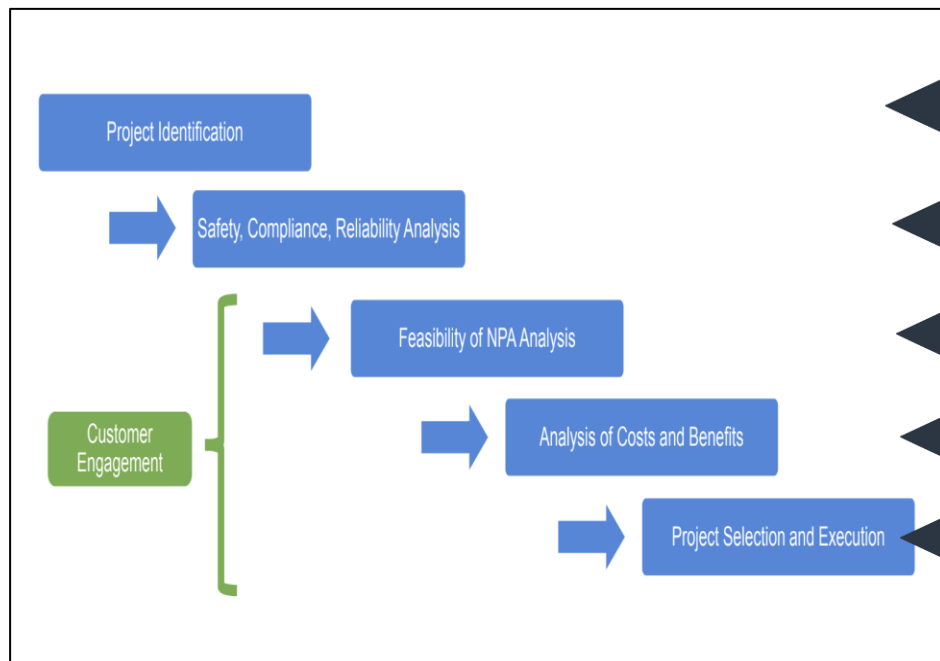 Project Identification
Safety, Compliance, Reliability Analysis
Feasibility of NPA Analysis
Customer
Engagement
Analysis of Costs and Benefits
Project Selection and Execution